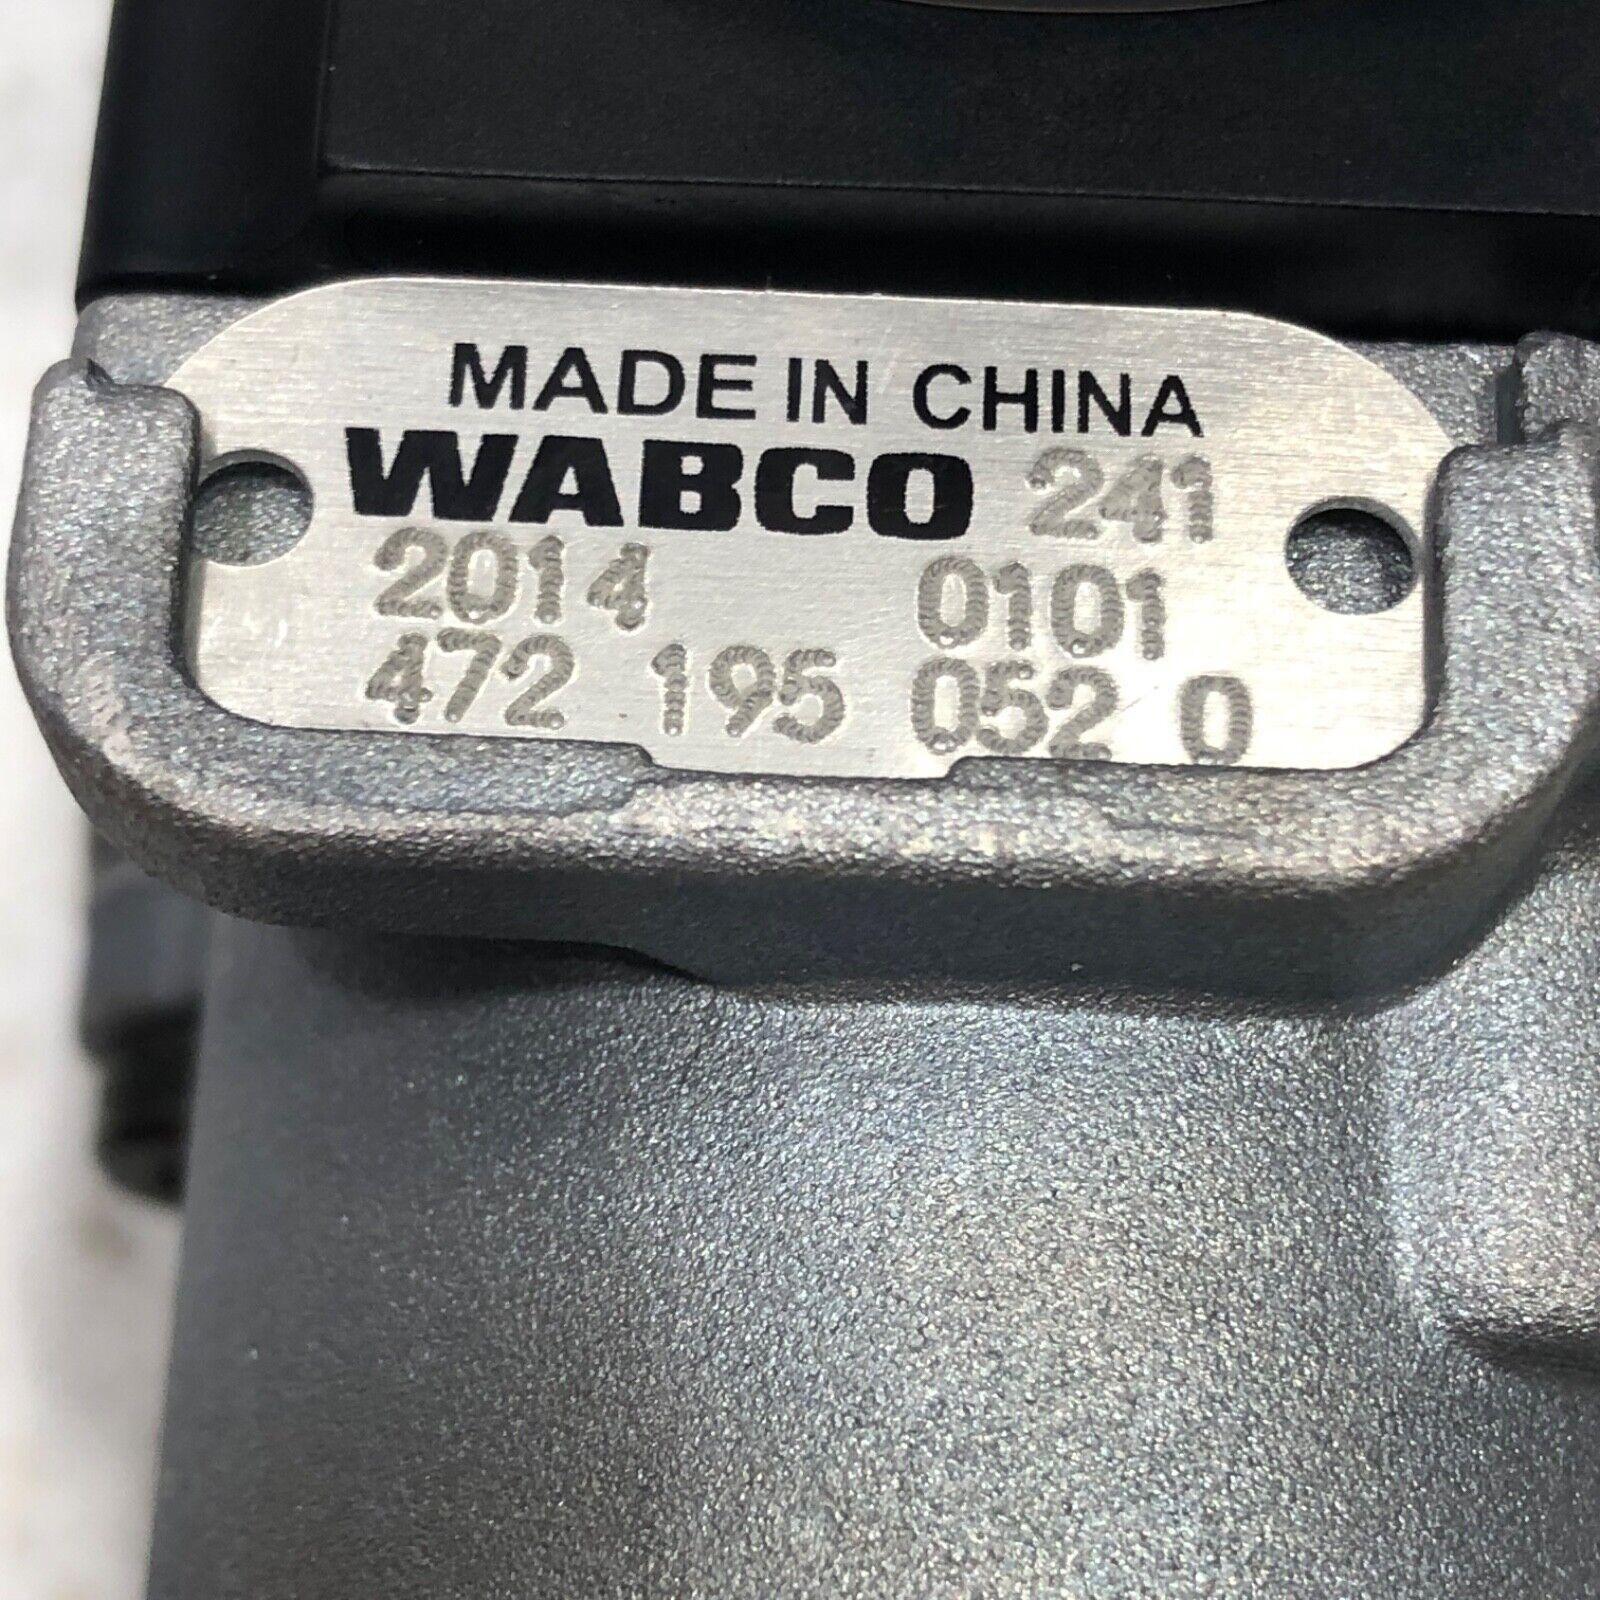 MADE IN CHINA
WABCO 241
2014 0101
472 195 052 0